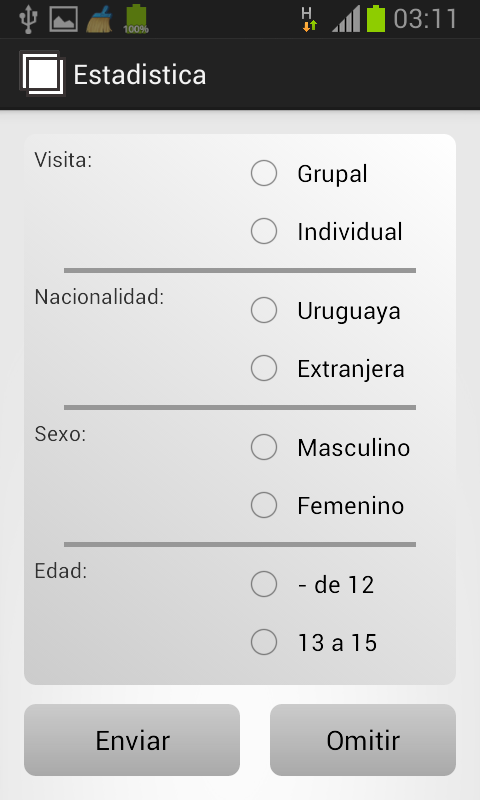 100%
H
03:11
Estadistica
Visita:
Grupal
Individual
Nacionalidad:
Uruguaya
Extranjera
Sexo:
Masculino
Femenino
Edad:
- de 12
13 a 15
Enviar
Omitir